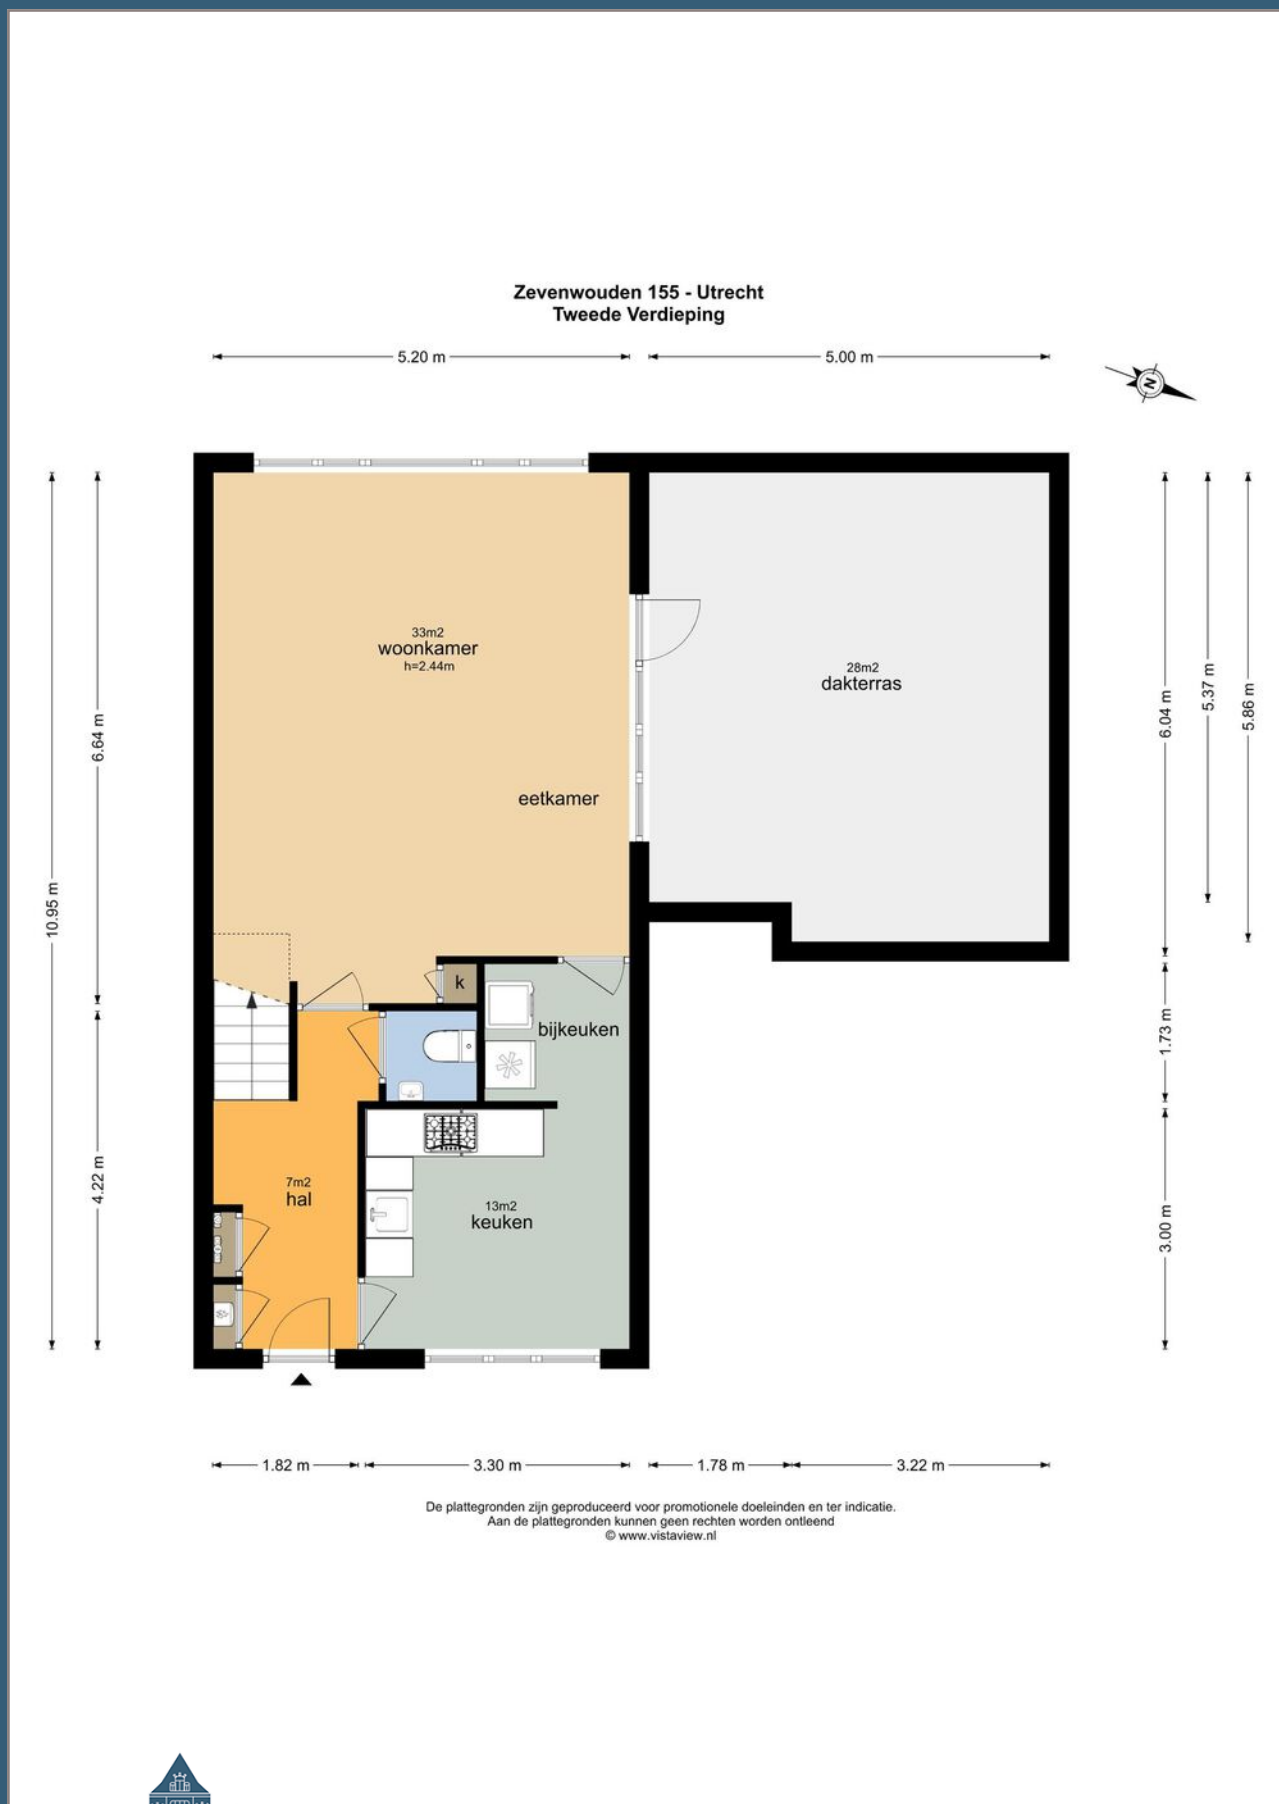 Zevenwouden 155 - Utrecht
Tweede Verdieping
5.20 m
5.00 m
N
33m2
woonkamer
h=2.44m
28m2
dakterras
eetkamer
6.64 m
10.95 m
6.04 m
5.37 m
5.86 m
k
bijkeuken
1.73 m
4.22 m
7m2
hal
13m2
keuken
3.00 m
1.82 m
3.30 m
1.78 m
3.22 m
De plattegronden zijn geproduceerd voor promotionele doeleinden en ter indicatie.
Aan de plattegronden kunnen geen rechten worden ontleend
© www.vistaview.nl